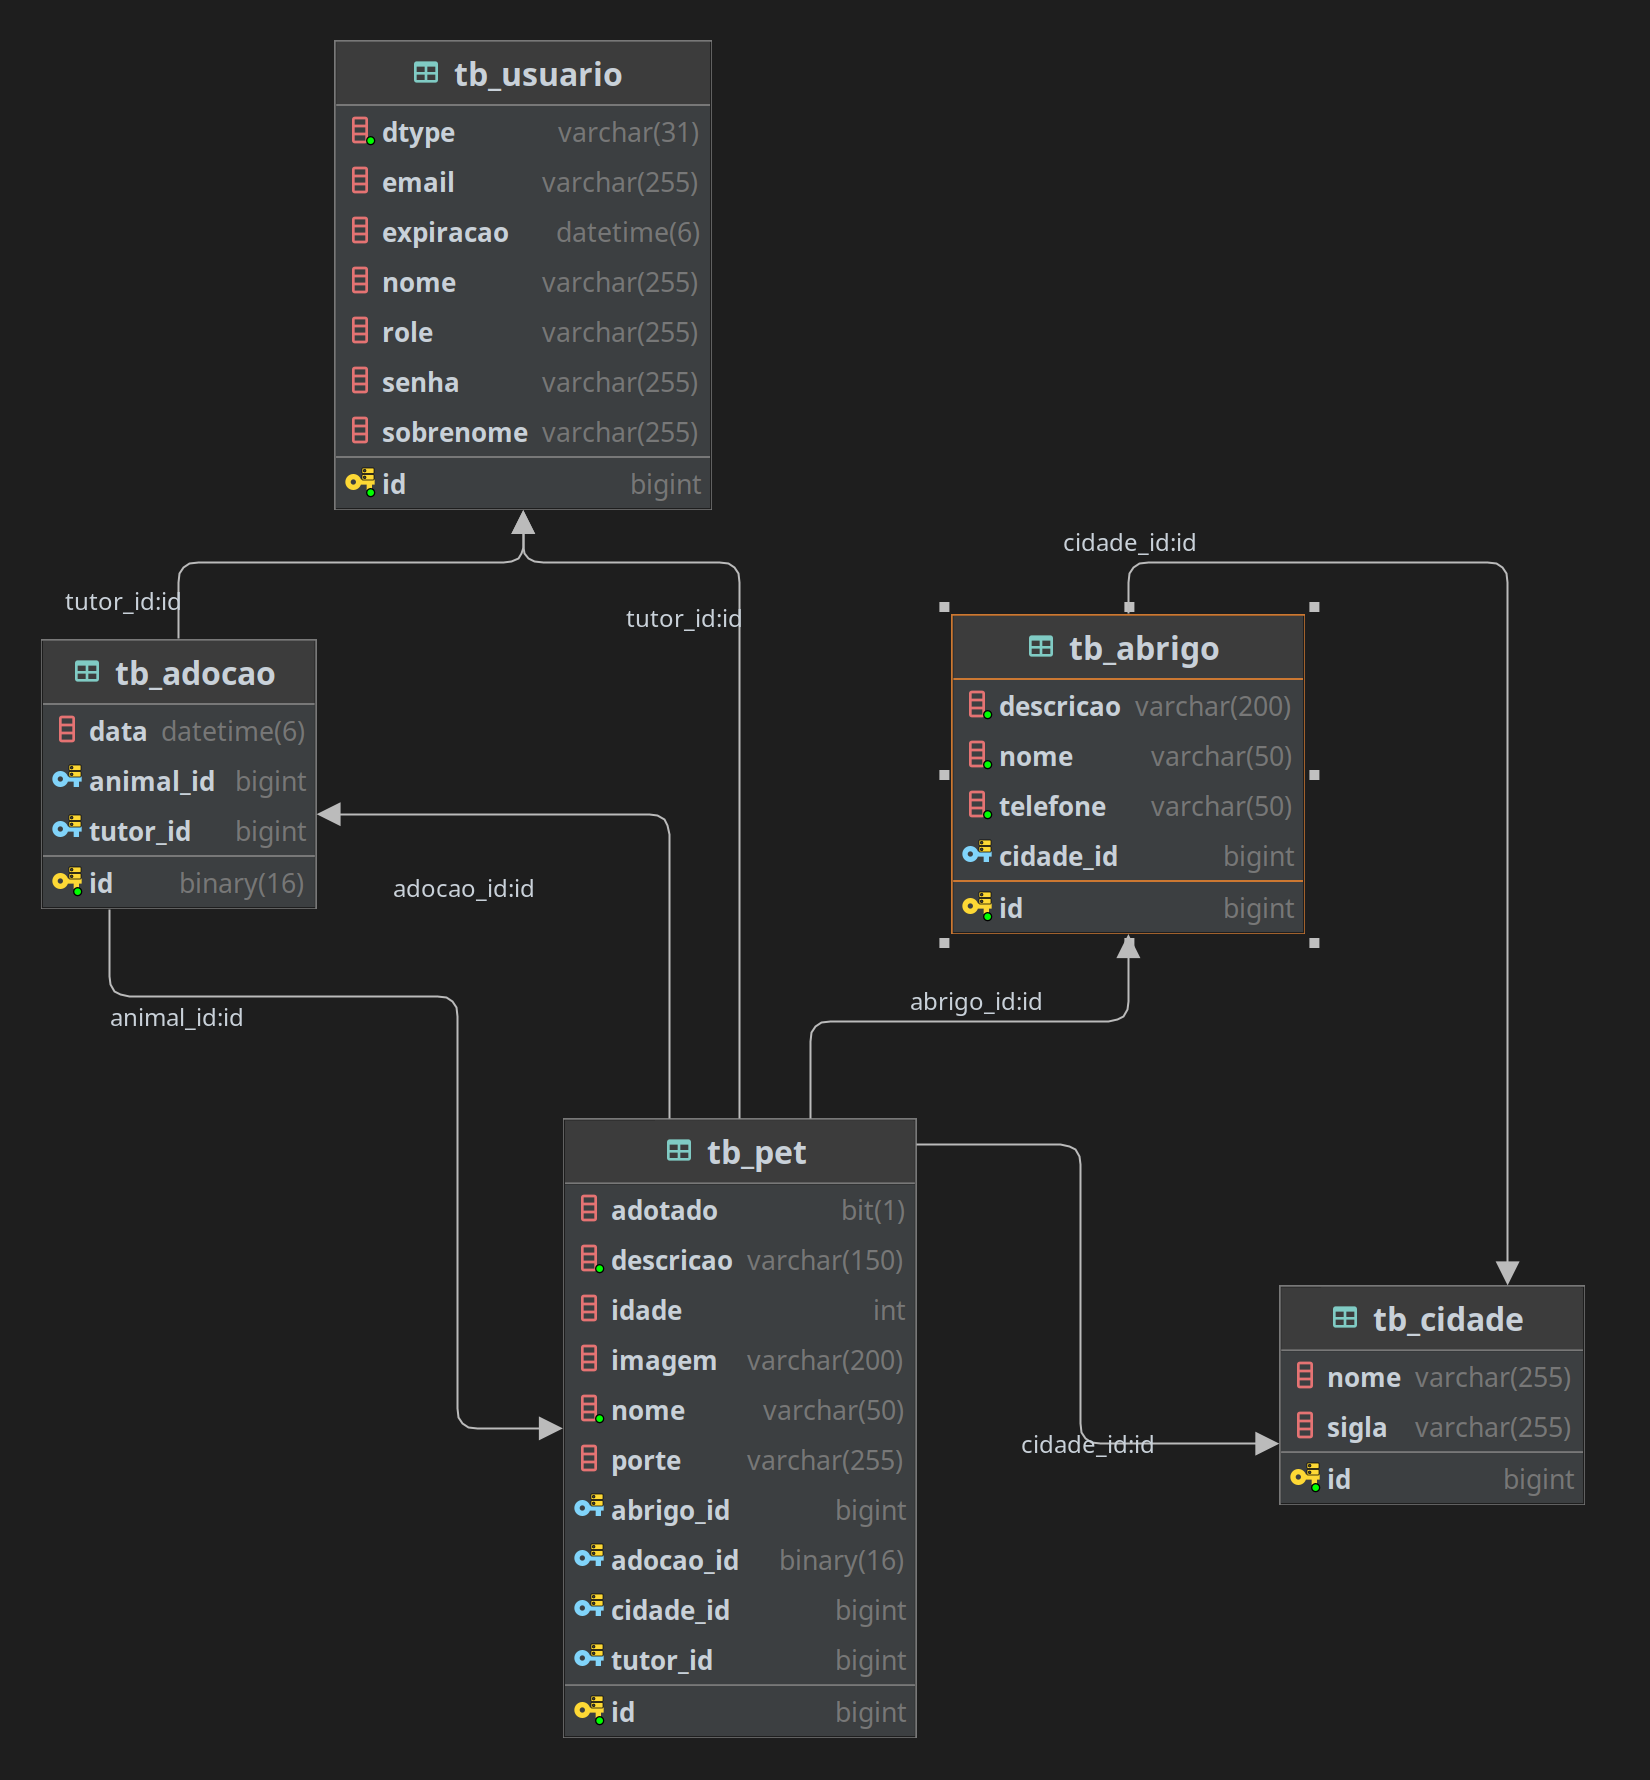 tb_usuario
dtype varchar(31)
email varchar(255)
expiracao datetime(6)
nome varchar(255)
role varchar(255)
senha varchar(255)
sobrenome varchar(255)
id bigint
tutor_id:id
tutor_id:id
cidade_id:id
tb_adocao
data datetime(6)
animal_id bigint
tutor_id bigint
id binary(16)
tb_abrigo
descricao varchar(200)
nome varchar(50)
telefone varchar(50)
cidade_id bigint
id bigint
adocao_id:id
animal_id:id
abrigo_id:id
tb_pet
adotado bit(1)
descricao varchar(150)
idade int
imagem varchar(200)
nome varchar(50)
porte varchar(255)
abrigo_id bigint
adocao_id binary(16)
cidade_id bigint
tutor_id bigint
id bigint
cidade_id:id
tb_cidade
nome varchar(255)
sigla varchar(255)
id bigint